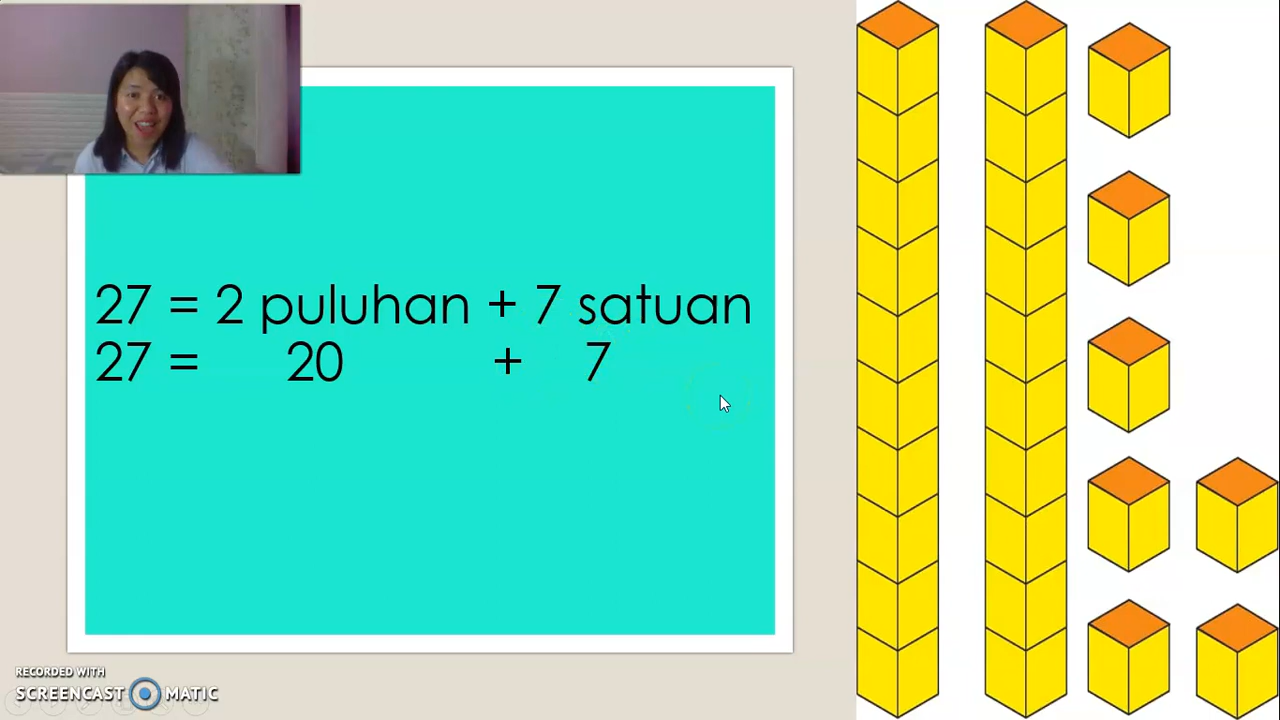 27 = 2 puluhan + 7 satuan
27 = 20 + 7
RECORDED WITH
SCREENCAST MATIC